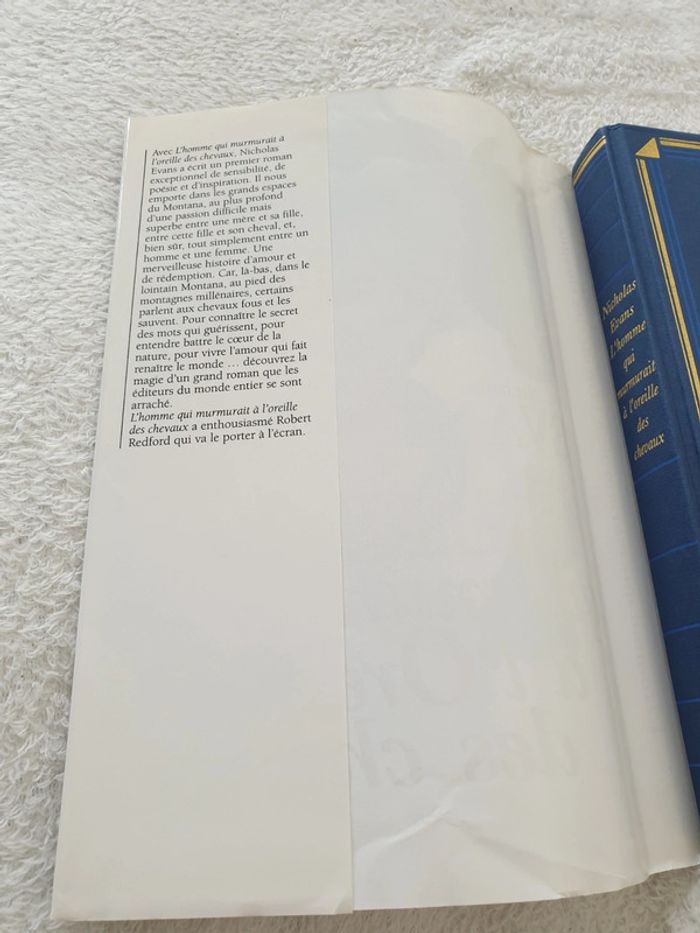 Avec L'homme qui murmurait à
l'oreille des chevaux, Nicholas
Evans a écrit un premier roman
exceptionnel de sensibilité, de
poésie et d'inspiration. Il nous
emporte dans les grands espaces
du Montana, au plus profond
d'une passion difficile mais
superbe entre une mère et sa fille,
entre cette fille et son cheval, et,
bien sûr, tout simplement entre un
homme et une femme. Une
merveilleuse histoire d'amour et
de rédemption. Car, là-bas, dans le
lointain Montana, au pied des
montagnes millénaires, certains
parlent aux chevaux fous et les
sauvent. Pour connaître le secret
des mots qui guérissent, pour
entendre battre le cœur de la
nature, pour vivre l'amour qui fait
renaître le monde ... découvrez la
magie d'un grand roman que les
éditeurs du monde entier se sont
arraché.
L'homme qui murmurait à l'oreille
des chevaux a enthousiasmé Robert
Redford qui va le porter à l'écran.
Nicholas
Evans
L'homme
qui
murmurait
à l'oreille
des
chevaux